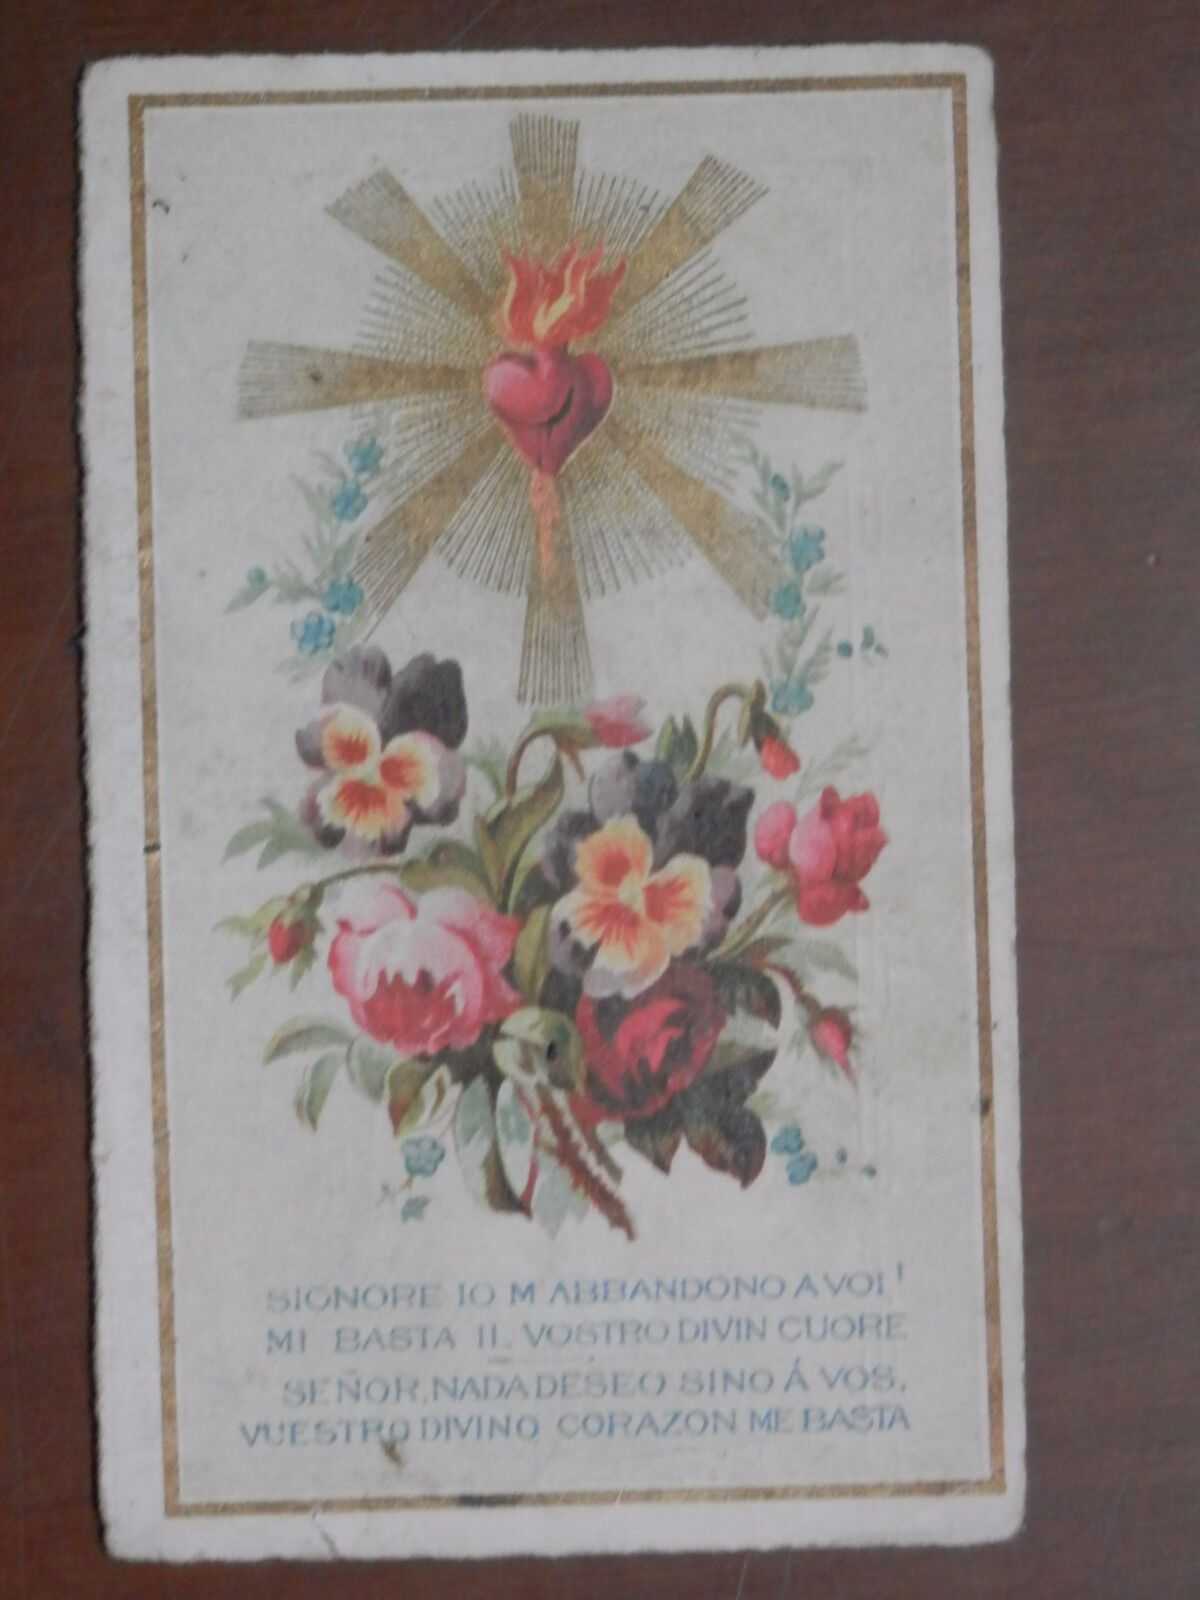 SIGNORE IO M'ABBANDONO A VOI!
MI BASTA IL VOSTRO DIVIN CUORE
SEÑOR, NADA DESEO SINO Á VOS,
VUESTRO DIVINO CORAZON ME BASTA